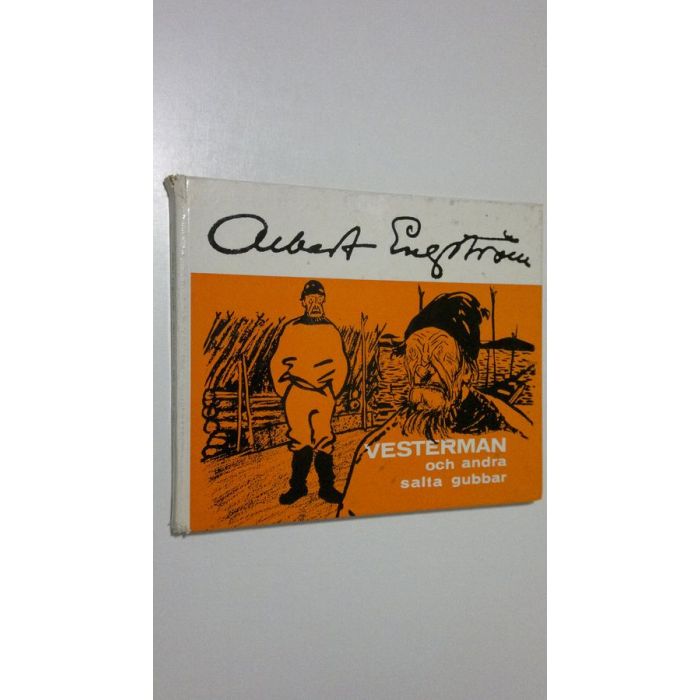 Albert Engström
VESTERMAN
och andra
salta gubbar